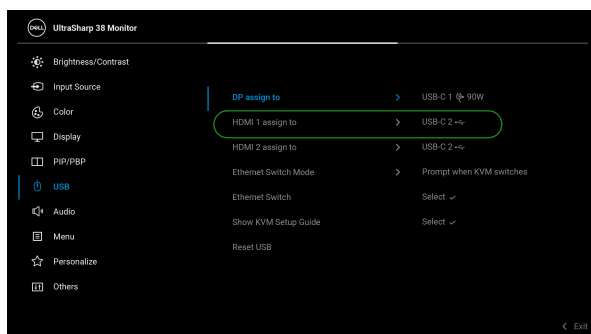 DELL UltraSharp 38 Monitor
Brightness/Contrast
Input Source
DP assign to USB-C 1 90W
Color
HDMI 1 assign to USB-C 2
Display
HDMI 2 assign to USB-C 2
PIP/PBP
Ethernet Switch Mode Prompt when KVM switches
USB
Ethernet Switch Select
Audio
Show KVM Setup Guide Select
Menu
Reset USB
Personalize
Others
Exit